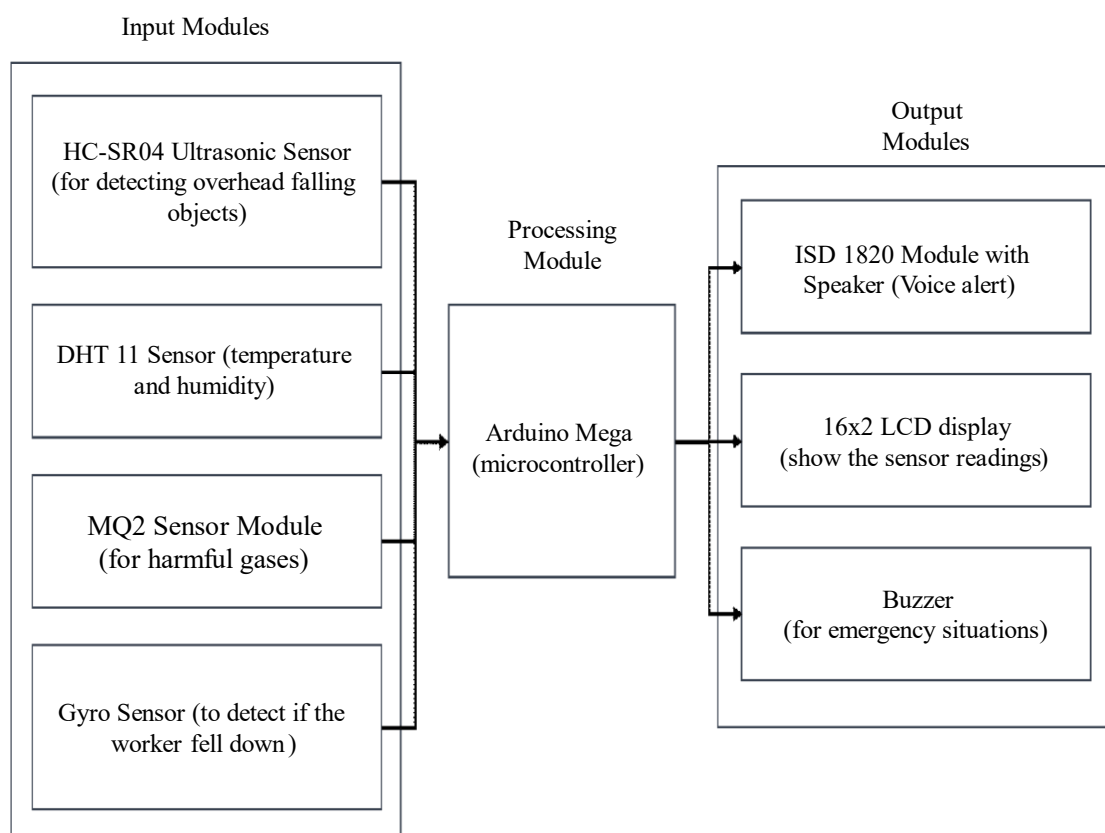 Input Modules
HC-SR04 Ultrasonic Sensor
(for detecting overhead falling
objects)
DHT 11 Sensor (temperature
and humidity)
MQ2 Sensor Module
(for harmful gases)
Gyro Sensor (to detect if the
worker fell down)
Processing
Module
Arduino Mega
(microcontroller)
Output
Modules
ISD 1820 Module with
Speaker (Voice alert)
16x2 LCD display
(show the sensor readings)
Buzzer
(for emergency situations)